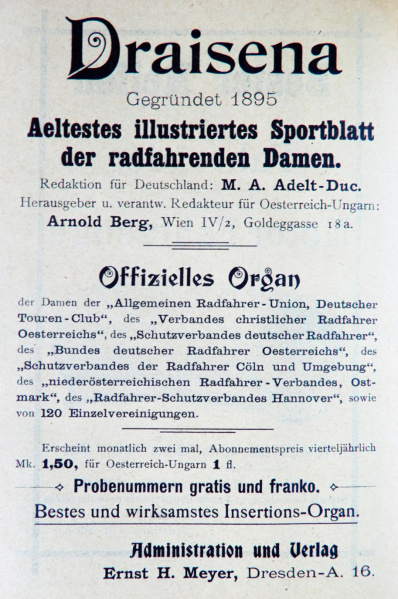 Draisena
Gegründet 1895
Aeltestes illustriertes Sportblatt
der radfahrenden Damen.
Redaktion für Deutschland: M. A. Adelt-Duc.
Herausgeber u. verantw. Redakteur für Oesterreich-Ungarn:
Arnold Berg, Wien IV/2, Goldeggasse 18a.
Offizielles Organ
der Damen der „Allgemeinen Radfahrer-Union, Deutscher
Touren-Club“, des „Verbandes christlicher Radfahrer
Oesterreichs“, des „Schutzverbandes deutscher Radfahrer“,
des „Bundes deutscher Radfahrer Oesterreichs“, des
„Schutzverbandes der Radfahrer Cöln und Umgebung“,
des „niederösterreichischen Radfahrer-Verbandes, Ost-
mark“, des „Radfahrer-Schutzverbandes Hannover“, sowie
von 120 Einzelvereinigungen.
Erscheint monatlich zwei mal, Abonnementspreis vierteljährlich
Mk. 1,50, für Oesterreich-Ungarn 1 fl.
Probenummern gratis und franko.
Bestes und wirksamstes Insertions-Organ.
Administration und Verlag
Ernst H. Meyer, Dresden-A. 16.